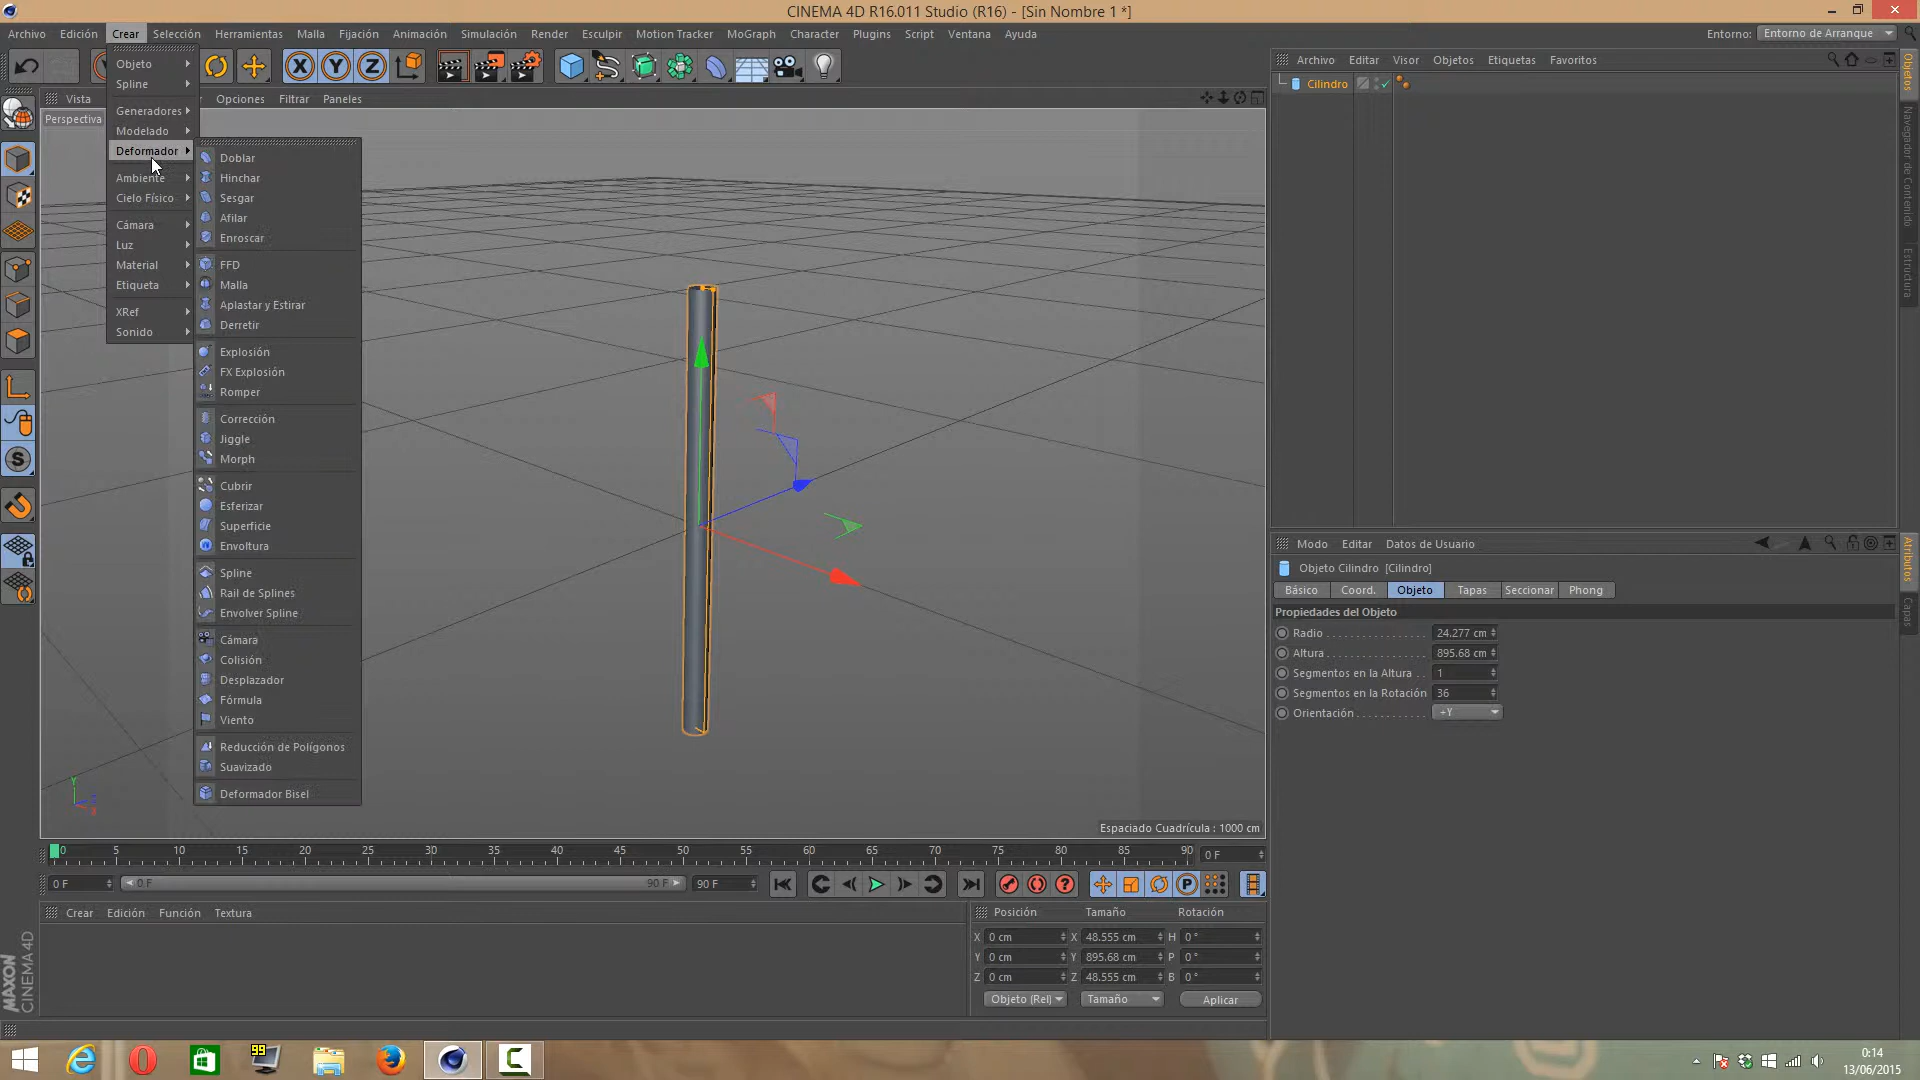 CINEMA 4D R16.011 Studio (R16) - [Sin Nombre 1 *]
Archivo Edición Crear Selección Herramientas Malla Fijación Animación Simulación Render Esculpir Motion Tracker MoGraph Character Plugins Script Ventana Ayuda
Entorno: Entorno de Arranque
Vista Opciones Filtrar Paneles
Perspectiva
Objeto
Spline
Generadores
Modelado
Deformador
Ambiente
Cielo Físico
Cámara
Luz
Material
Etiqueta
XRef
Sonido
Doblar
Hinchar
Sesgar
Afilar
Enroscar
FFD
Malla
Aplastar y Estirar
Derretir
Explosión
FX Explosión
Romper
Corrección
Jiggle
Morph
Cubrir
Esferizar
Superficie
Envoltura
Spline
Rail de Splines
Envolver Spline
Cámara
Colisión
Desplazador
Fórmula
Viento
Reducción de Polígonos
Suavizado
Deformador Bisel
Espaciado Cuadrícula : 1000 cm
Archivo Editar Visor Objetos Etiquetas Favoritos
Cilindro
Objetos
Navegador de Contenido
Estructura
Modo Editar Datos de Usuario
Objeto Cilindro [Cilindro]
Básico Coord. Objeto Tapas Seccionar Phong
Propiedades del Objeto
Radio 24.277 cm
Altura 895.68 cm
Segmentos en la Altura 1
Segmentos en la Rotación 36
Orientación +Y
Atributos
Capas
0 5 10 15 20 25 30 35 40 45 50 55 60 65 70 75 80 85 90 0 F
0 F 0 F 90 F 90 F
Crear Edición Función Textura
Posición Tamaño Rotación
X 0 cm X 48.555 cm H 0 °
Y 0 cm Y 895.68 cm P 0 °
Z 0 cm Z 48.555 cm B 0 °
Objeto (Rel) Tamaño Aplicar
MAXON
CINEMA 4D
99
0:14
13/06/2015